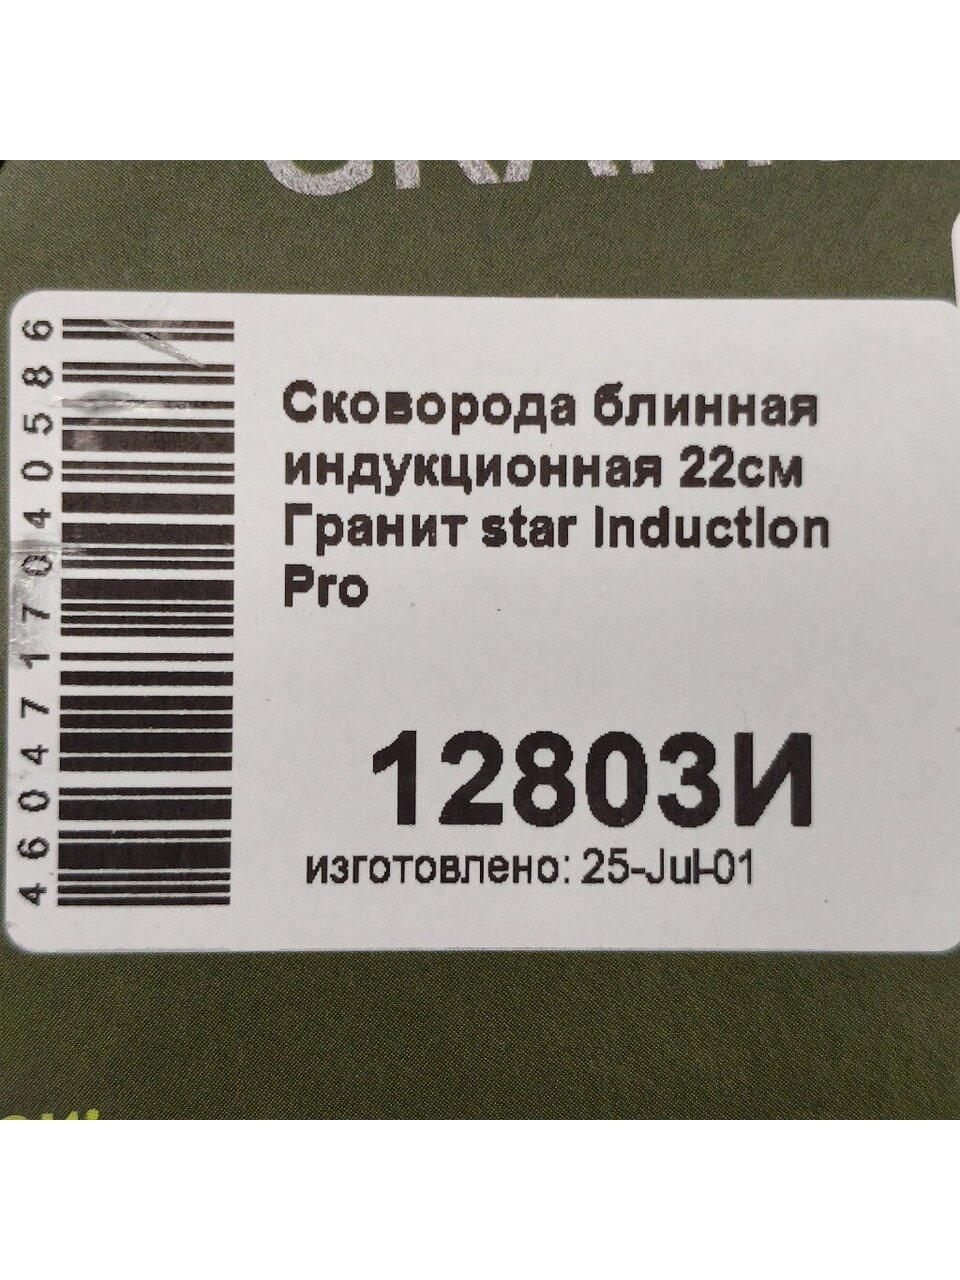 Сковорода блинная
индукционная 22см
Гранит star Induction
Pro
12803И
изготовлено: 25-Jul-01
4604717040586